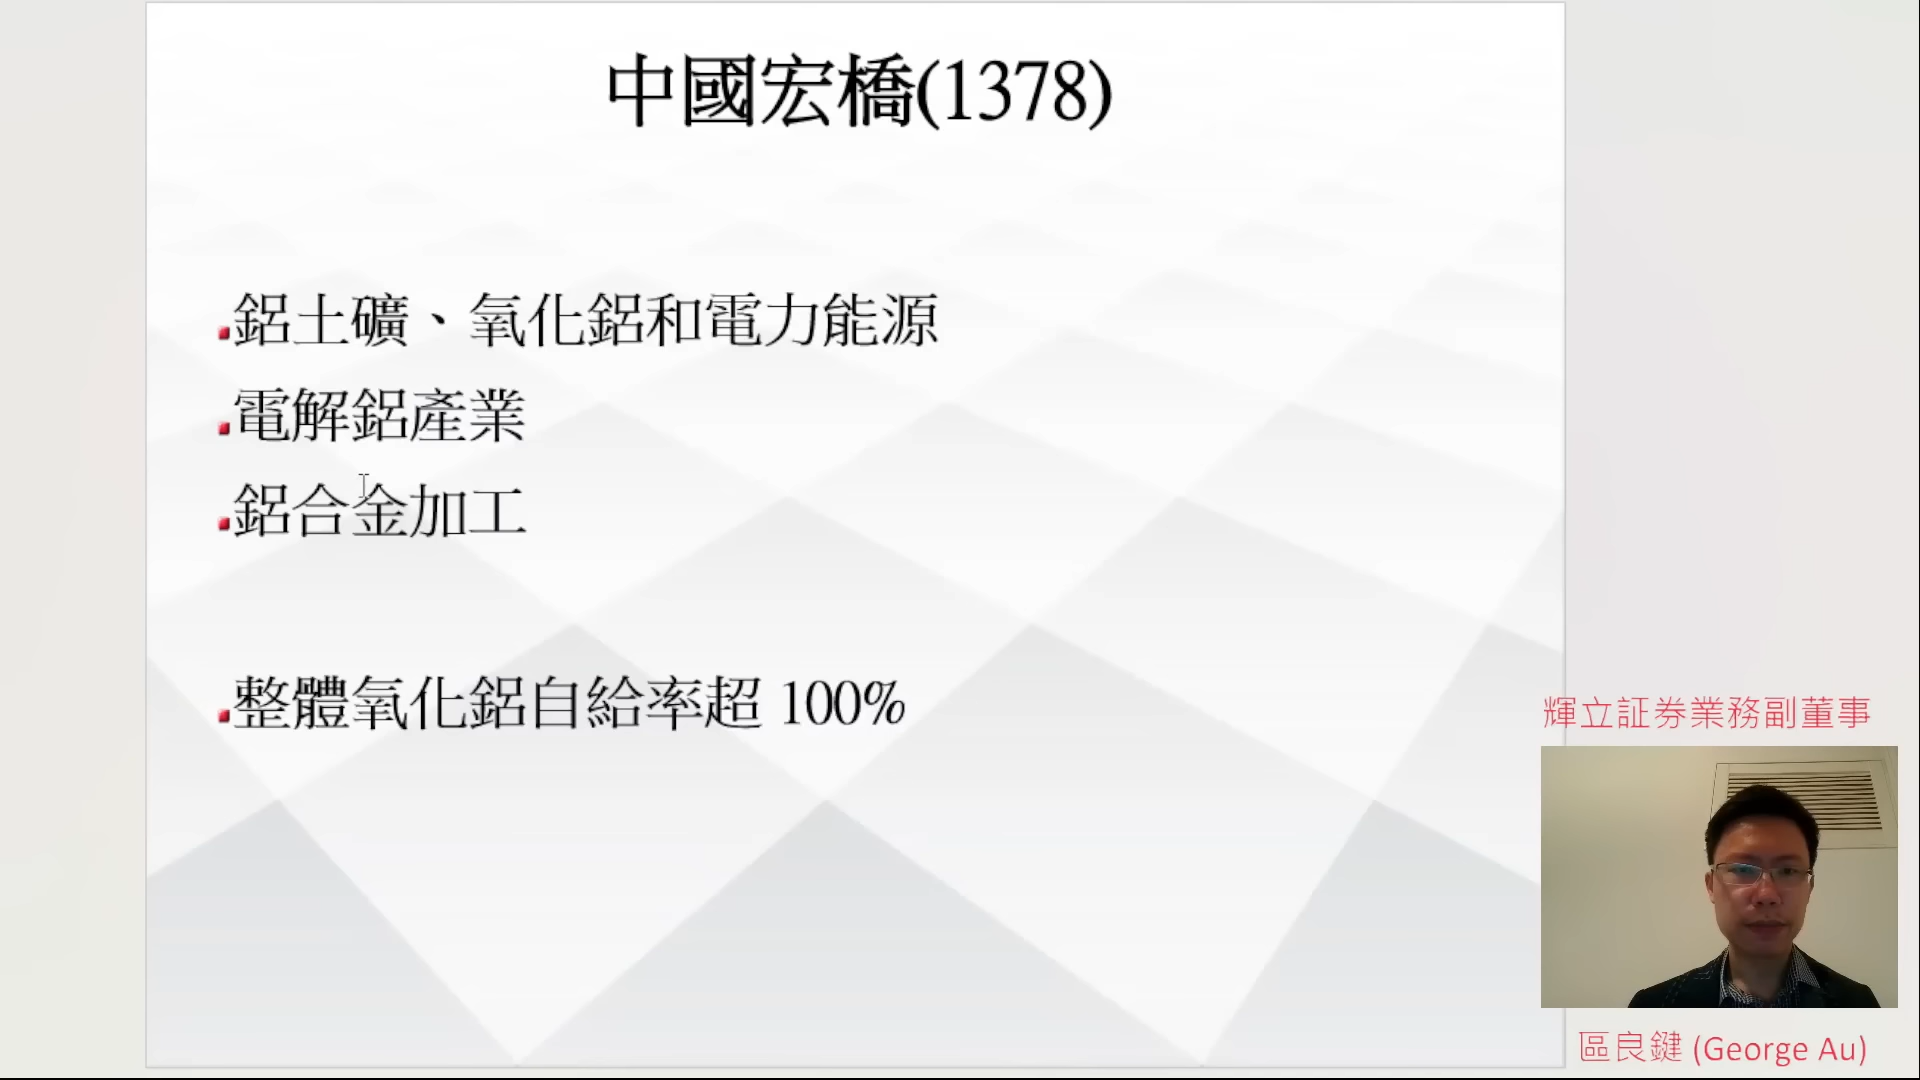 中國宏橋(1378)
鋁土礦、氧化鋁和電力能源
電解鋁產業
鋁合金加工
整體氧化鋁自給率超 100%
輝立証券業務副董事
區良鍵 (George Au)